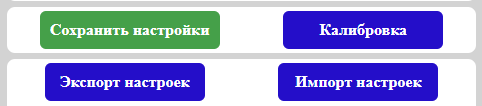 Сохранить настройки Калибровка
Экспорт настроек Импорт настроек